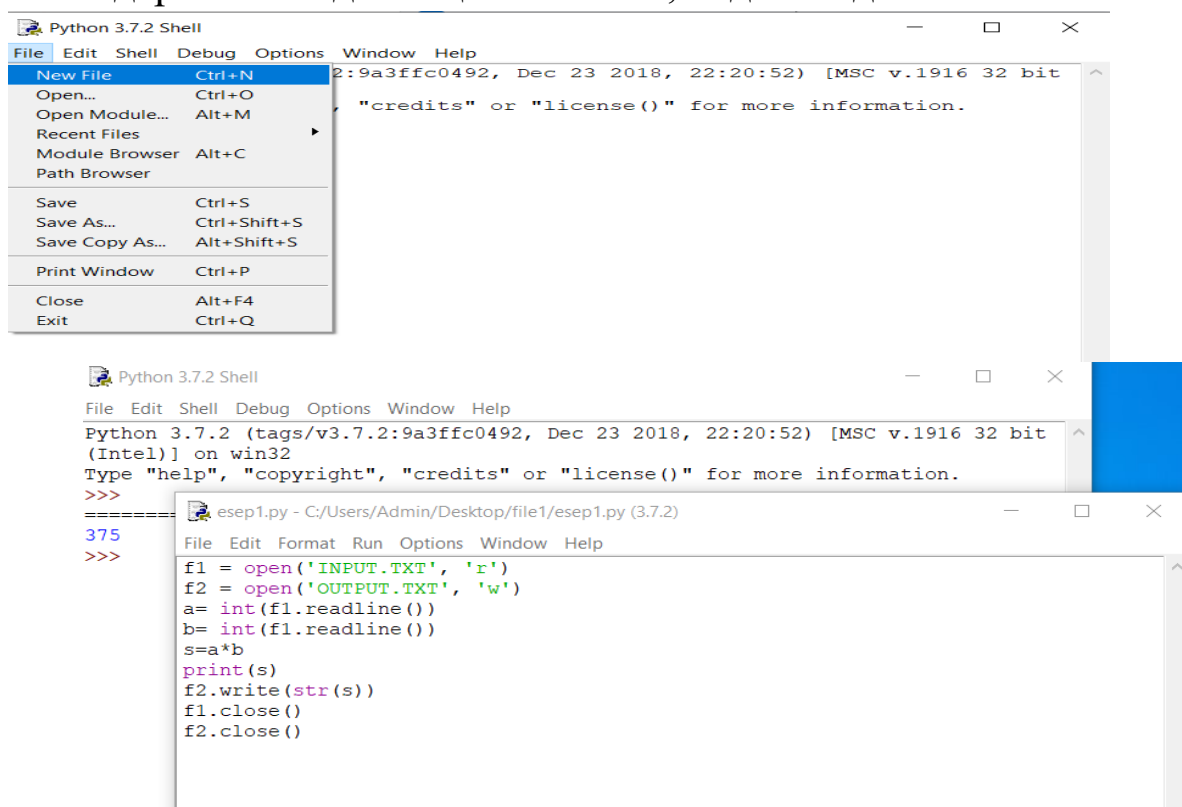 Python 3.7.2 Shell
File Edit Shell Debug Options Window Help
New File Ctrl+N
2:9a3ffc0492, Dec 23 2018, 22:20:52) [MSC v.1916 32 bit
Open... Ctrl+O
, "credits" or "license()" for more information.
Open Module... Alt+M
Recent Files
Module Browser Alt+C
Path Browser
Save Ctrl+S
Save As... Ctrl+Shift+S
Save Copy As... Alt+Shift+S
Print Window Ctrl+P
Close Alt+F4
Exit Ctrl+Q
Python 3.7.2 Shell
File Edit Shell Debug Options Window Help
Python 3.7.2 (tags/v3.7.2:9a3ffc0492, Dec 23 2018, 22:20:52) [MSC v.1916 32 bit
(Intel)] on win32
Type "help", "copyright", "credits" or "license()" for more information.
>>>
========
375
>>>
esep1.py - C:/Users/Admin/Desktop/file1/esep1.py (3.7.2)
File Edit Format Run Options Window Help
f1 = open('INPUT.TXT', 'r')
f2 = open('OUTPUT.TXT', 'w')
a= int(f1.readline())
b= int(f1.readline())
s=a*b
print(s)
f2.write(str(s))
f1.close()
f2.close()